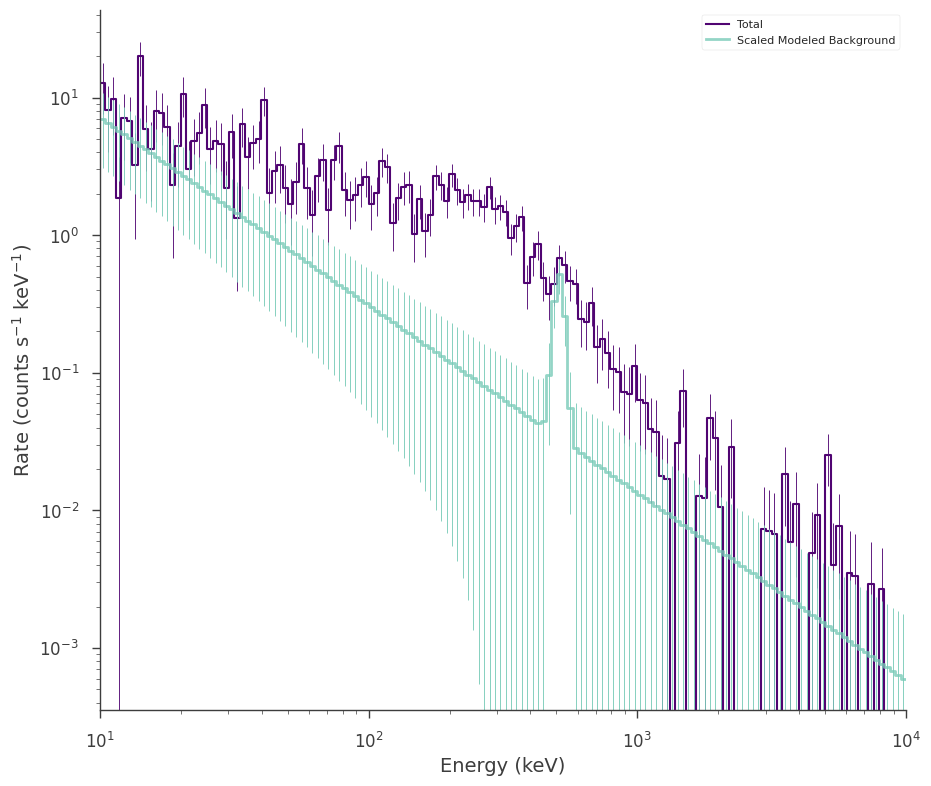 Total
Scaled Modeled Background
Rate (counts s⁻¹ keV⁻¹)
10¹
10⁰
10⁻¹
10⁻²
10⁻³
10¹ 10² 10³ 10⁴
Energy (keV)